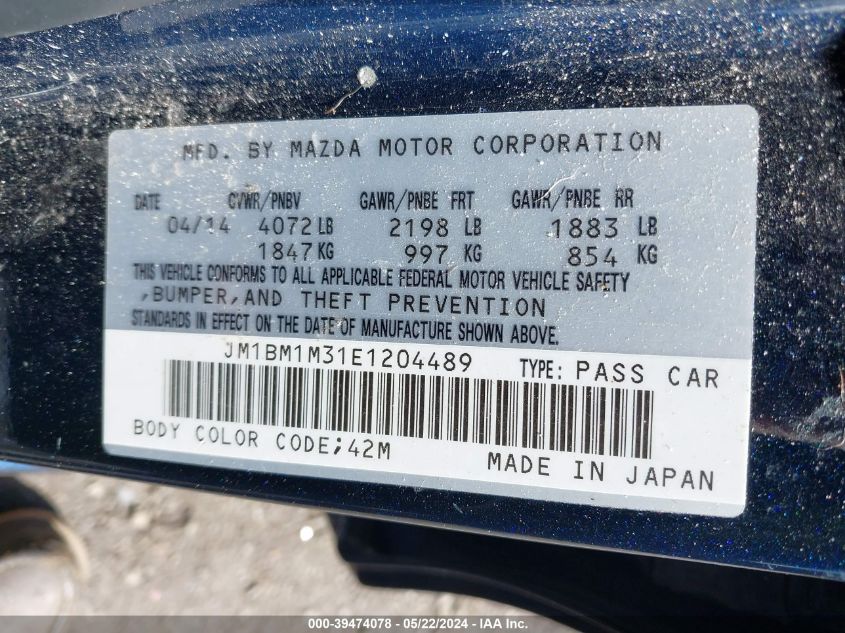 MFD. BY MAZDA MOTOR CORPORATION
DATE GVWR/PNBV GAWR/PNBE FRT GAWR/PNBE RR
04/14 4072 LB 2198 LB 1883 LB
1847 KG 997 KG 854 KG
THIS VEHICLE CONFORMS TO ALL APPLICABLE FEDERAL MOTOR VEHICLE SAFETY
,BUMPER,AND THEFT PREVENTION
STANDARDS IN EFFECT ON THE DATE OF MANUFACTURE SHOWN ABOVE.
JM1BM1M31E1204489 TYPE: PASS CAR
BODY COLOR CODE;42M
MADE IN JAPAN
000-39474078 - 05/22/2024 - IAA Inc.